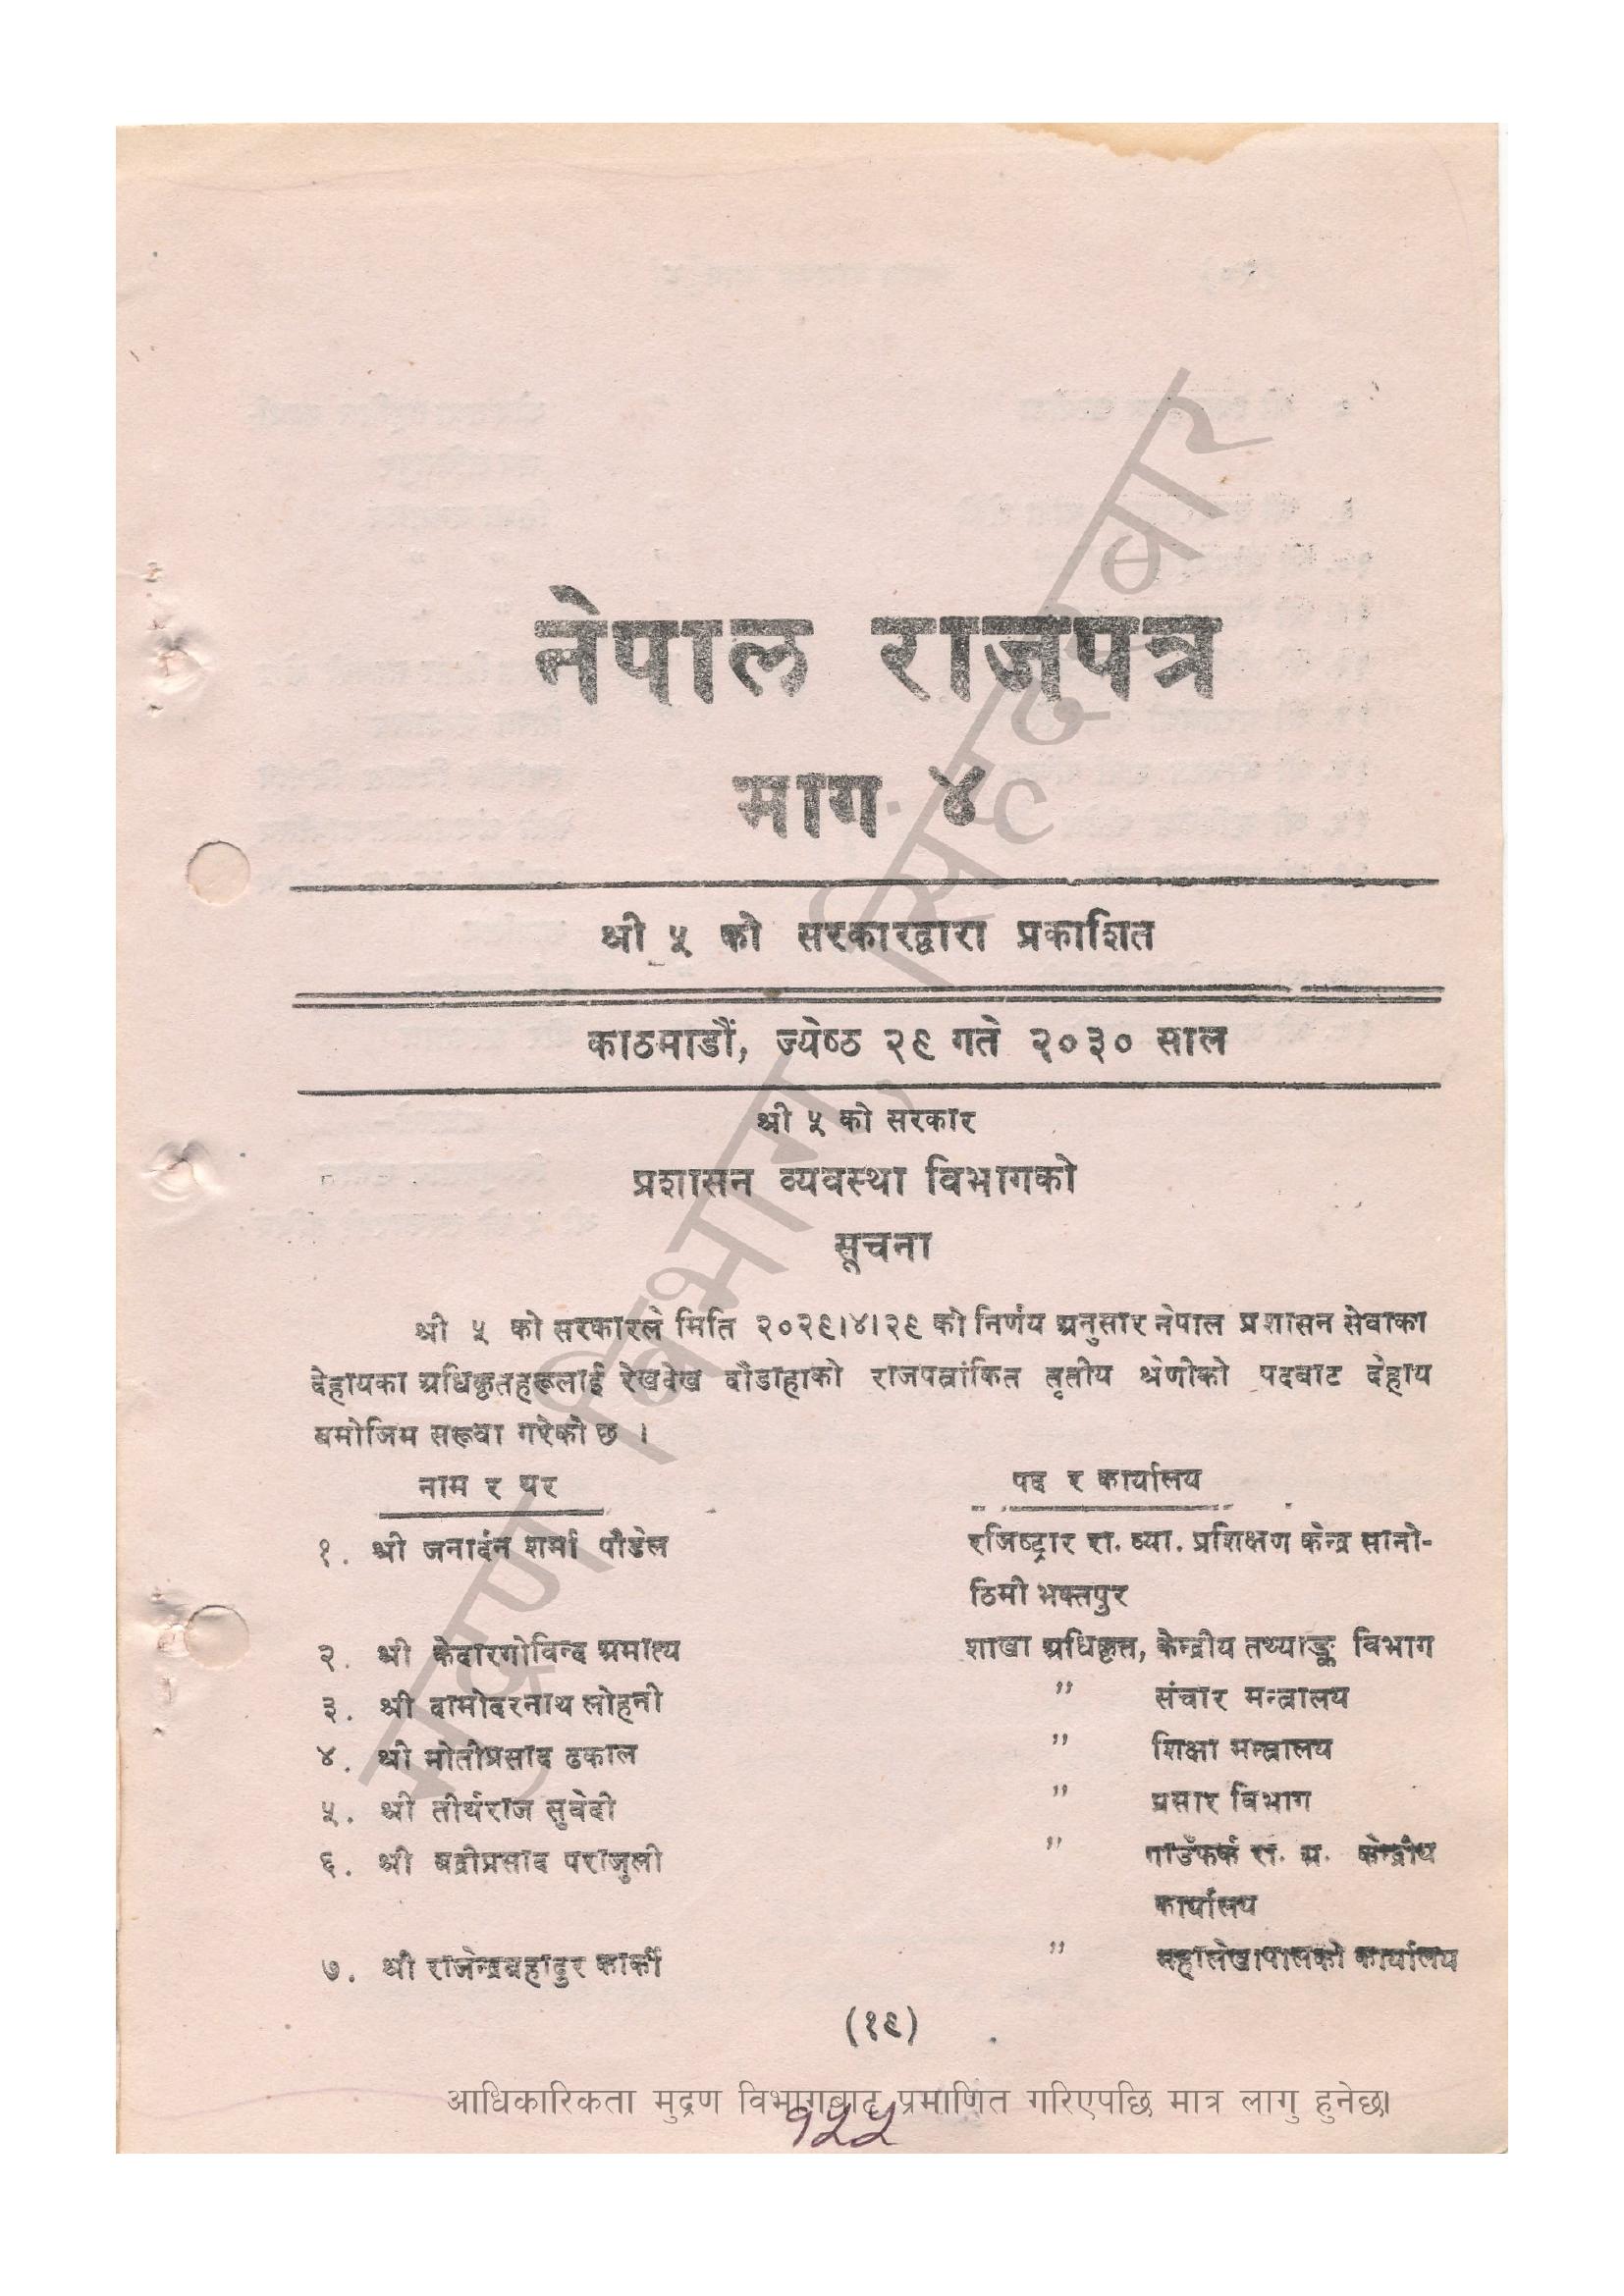 नेपाल राजपत्र
भाग ४
श्री ५ को सरकारद्वारा प्रकाशित
काठमाडौं, ज्येष्ठ २९ गते २०३० साल
श्री ५ को सरकार
प्रशासन व्यवस्था विभागको
सूचना
श्री ५ को सरकारले मिति २०२९।४।२९ को निर्णय अनुसार नेपाल प्रशासन सेवाका
देहायका अधिकृतहरूलाई रेखदेख दौडाहाको राजपत्रांकित तृतीय श्रेणीको पदबाट देहाय
बमोजिम सरूवा गरेको छ ।
नाम र थर पद र कार्यालय
१. श्री जनार्दन शर्मा पौडेल रजिष्ट्रार रा. व्या. प्रशिक्षण केन्द्र सानो-
ठिमी भक्तपुर
२. श्री केदारगोविन्द अमात्य शाखा अधिकृत, केन्द्रीय तथ्याङ्क विभाग
३. श्री दामोदरनाथ लोहनी " संचार मन्त्रालय
४. श्री मोतीप्रसाद ढकाल " शिक्षा मन्त्रालय
५. श्री तीर्थराज सुवेदी " प्रसार विभाग
६. श्री बद्रीप्रसाद पराजुली " गाउँफर्क रा. अ. केन्द्रीय
कार्यालय
७. श्री राजेन्द्रबहादुर कार्की " महालेखापालको कार्यालय
(१९)
आधिकारिकता मुद्रण विभागबाट प्रमाणित गरिएपछि मात्र लागु हुनेछ।
१५५
मुद्रण विभाग, सिंहदरबार